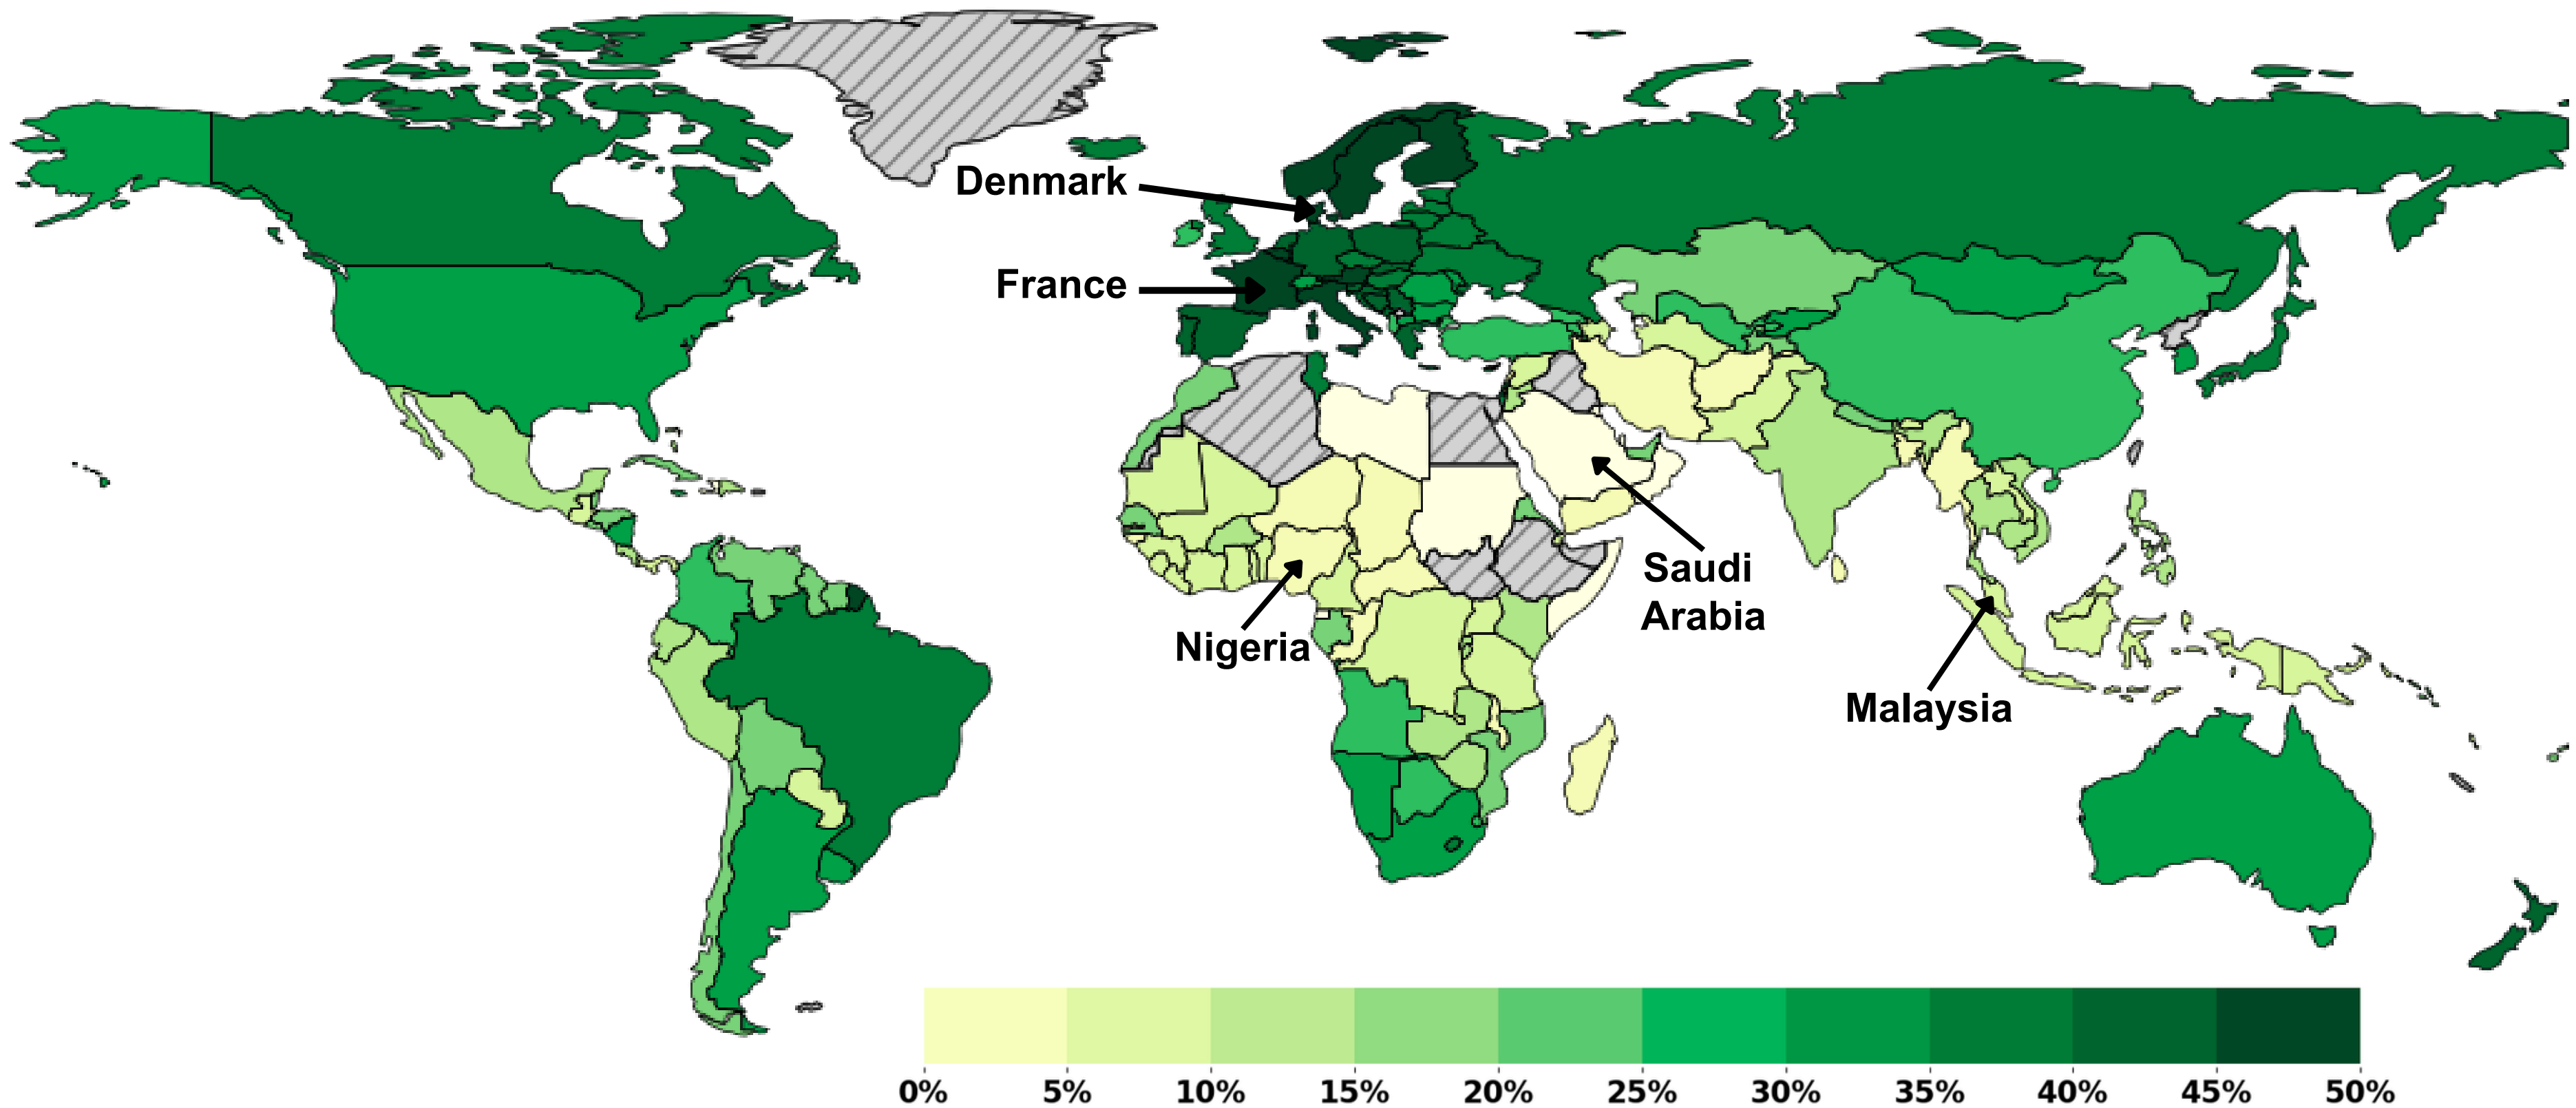 Denmark
France
Saudi
Arabia
Nigeria
Malaysia
0% 5% 10% 15% 20% 25% 30% 35% 40% 45% 50%